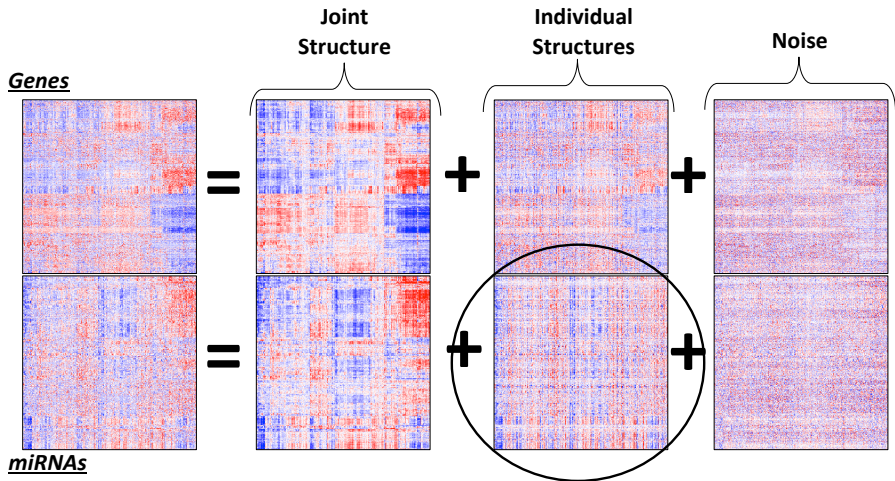 Joint
Structure
Individual
Structures
Noise
Genes
= + +
= + +
miRNAs